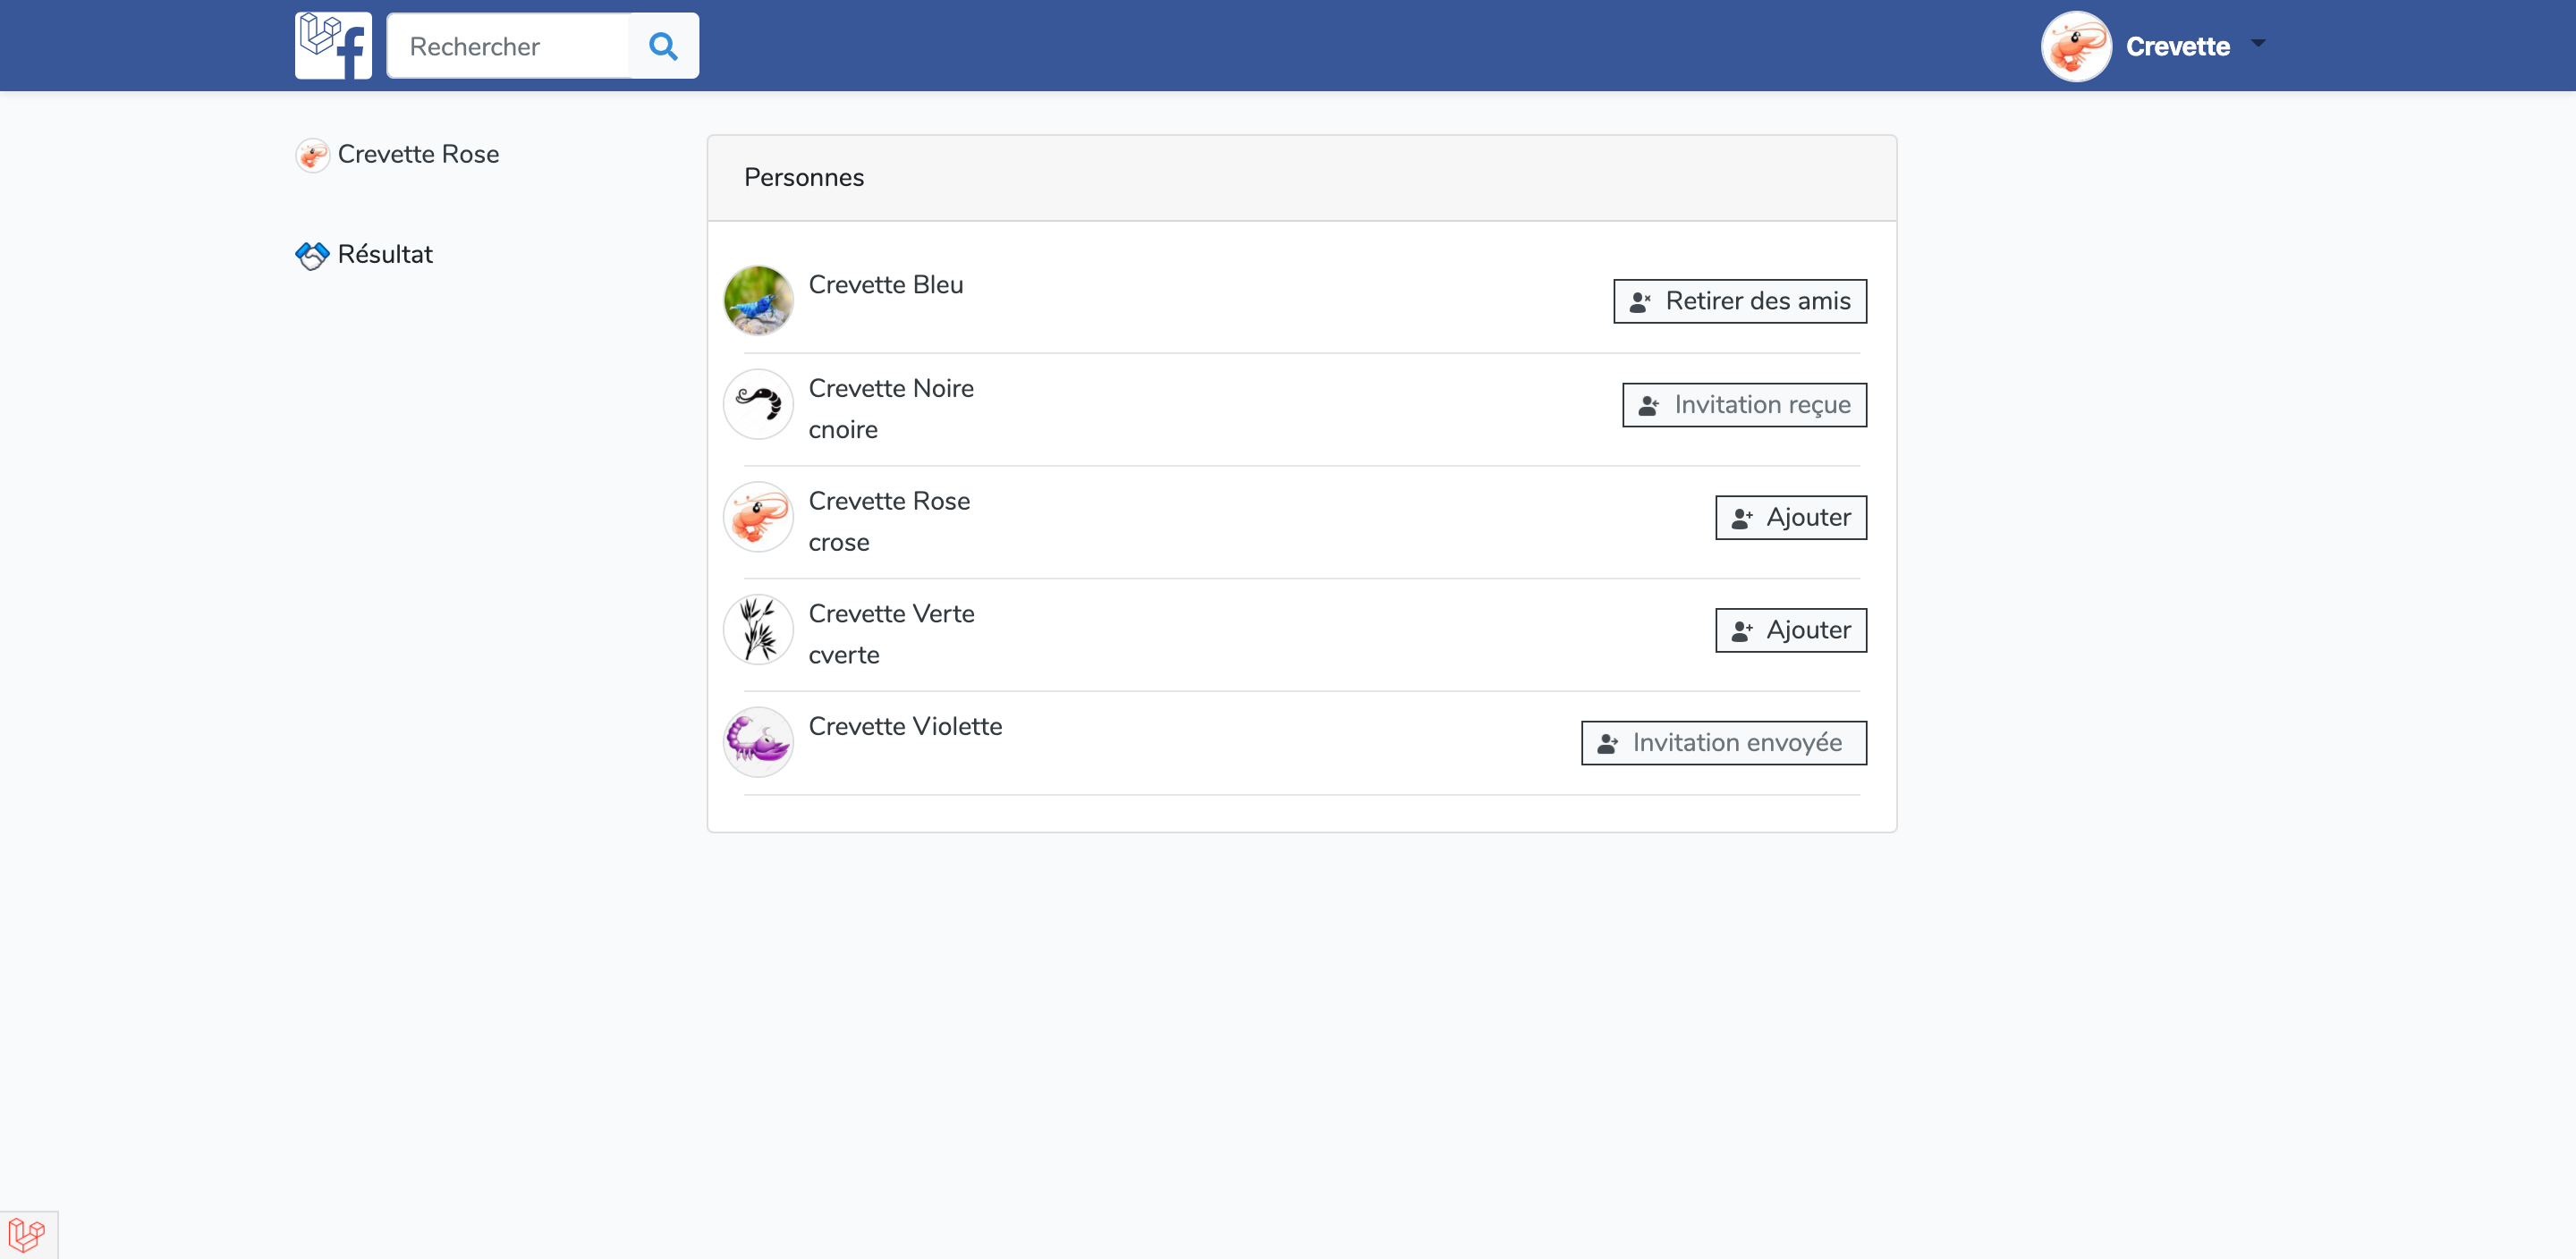 Rechercher
Crevette
Crevette Rose
Résultat
Personnes
Crevette Bleu
Retirer des amis
Crevette Noire
cnoire
Invitation reçue
Crevette Rose
crose
Ajouter
Crevette Verte
cverte
Ajouter
Crevette Violette
Invitation envoyée